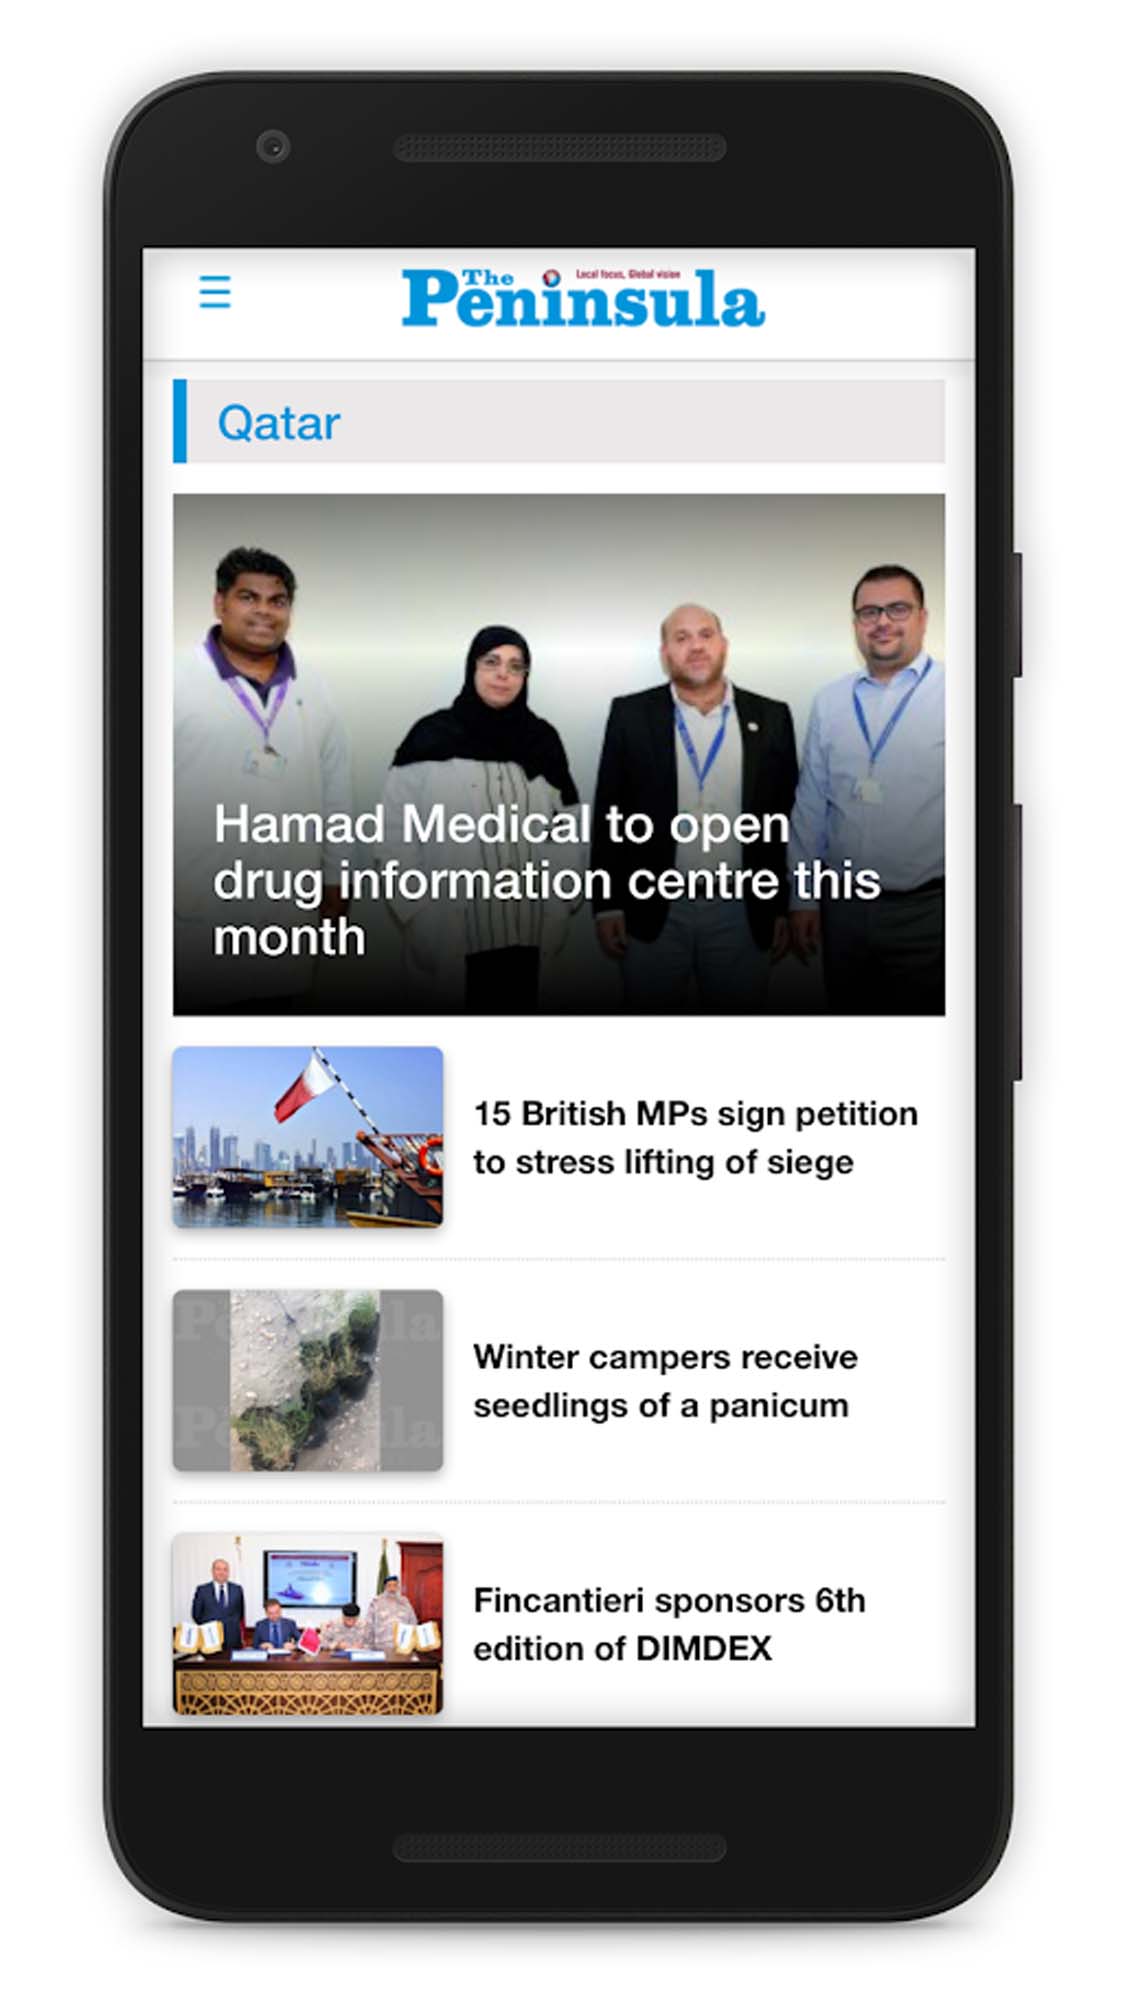 The
Local focus, Global vision
Peninsula
Qatar
Hamad Medical to open
drug information centre this
month
15 British MPs sign petition
to stress lifting of siege
Winter campers receive
seedlings of a panicum
Fincantieri sponsors 6th
edition of DIMDEX